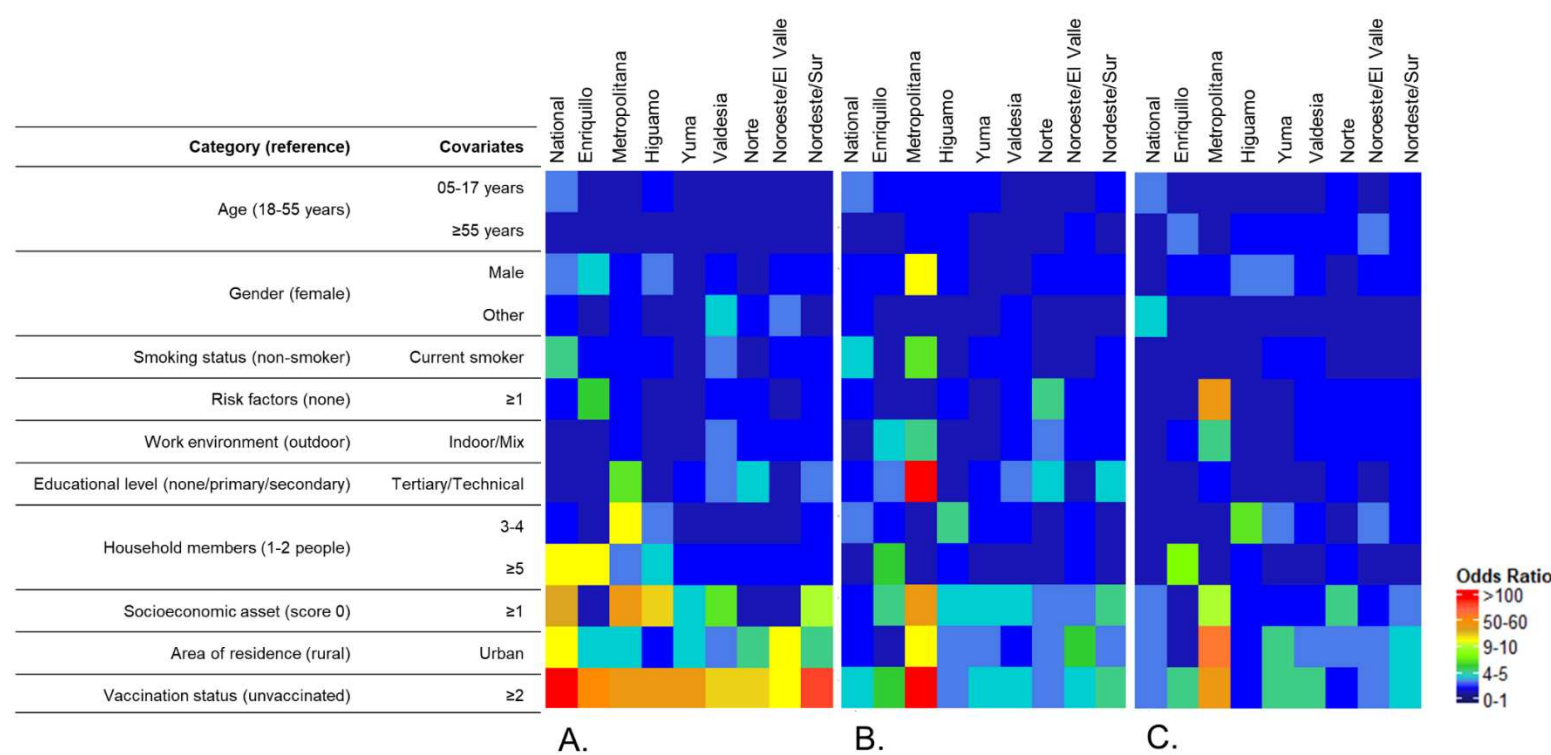 National Enriquillo Metropolitana Higuamo Yuma Valdesia Norte Noroeste/El Valle Nordeste/Sur
National Enriquillo Metropolitana Higuamo Yuma Valdesia Norte Noroeste/El Valle Nordeste/Sur
National Enriquillo Metropolitana Higuamo Yuma Valdesia Norte Noroeste/El Valle Nordeste/Sur
Category (reference) Covariates
05-17 years
Age (18-55 years)
≥55 years
Male
Gender (female)
Other
Smoking status (non-smoker) Current smoker
Risk factors (none) ≥1
Work environment (outdoor) Indoor/Mix
Educational level (none/primary/secondary) Tertiary/Technical
3-4
Household members (1-2 people)
≥5
Socioeconomic asset (score 0) ≥1
Area of residence (rural) Urban
Vaccination status (unvaccinated) ≥2
Odds Ratio
>100
50-60
9-10
4-5
0-1
A. B. C.